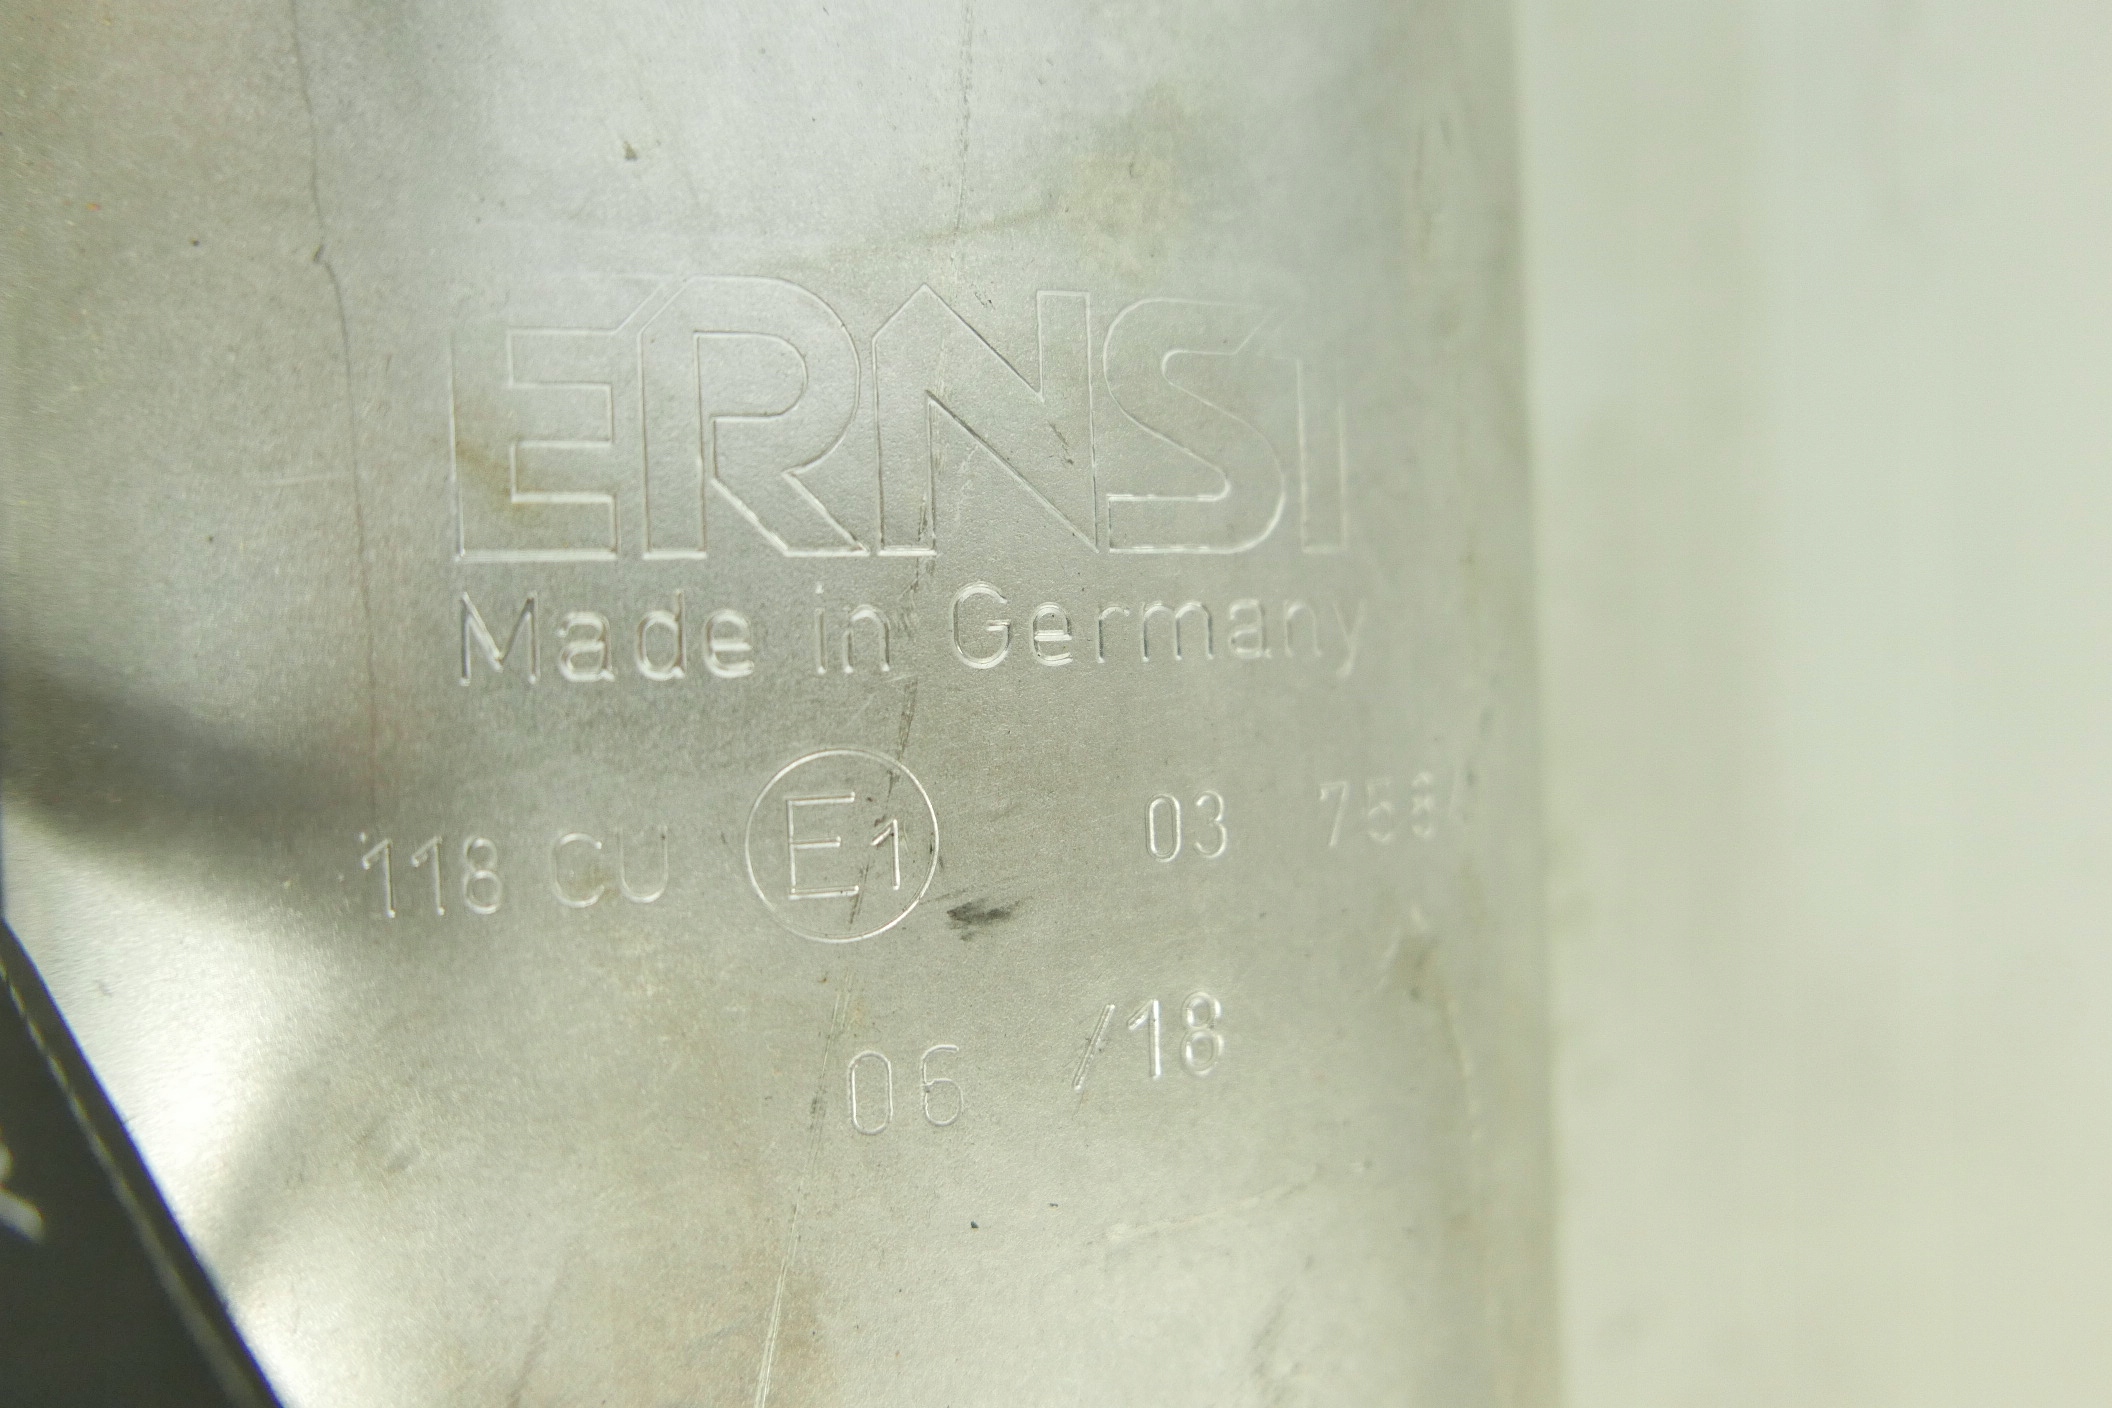 ERNST
Made in Germany
118 CU E1 03
06 /18